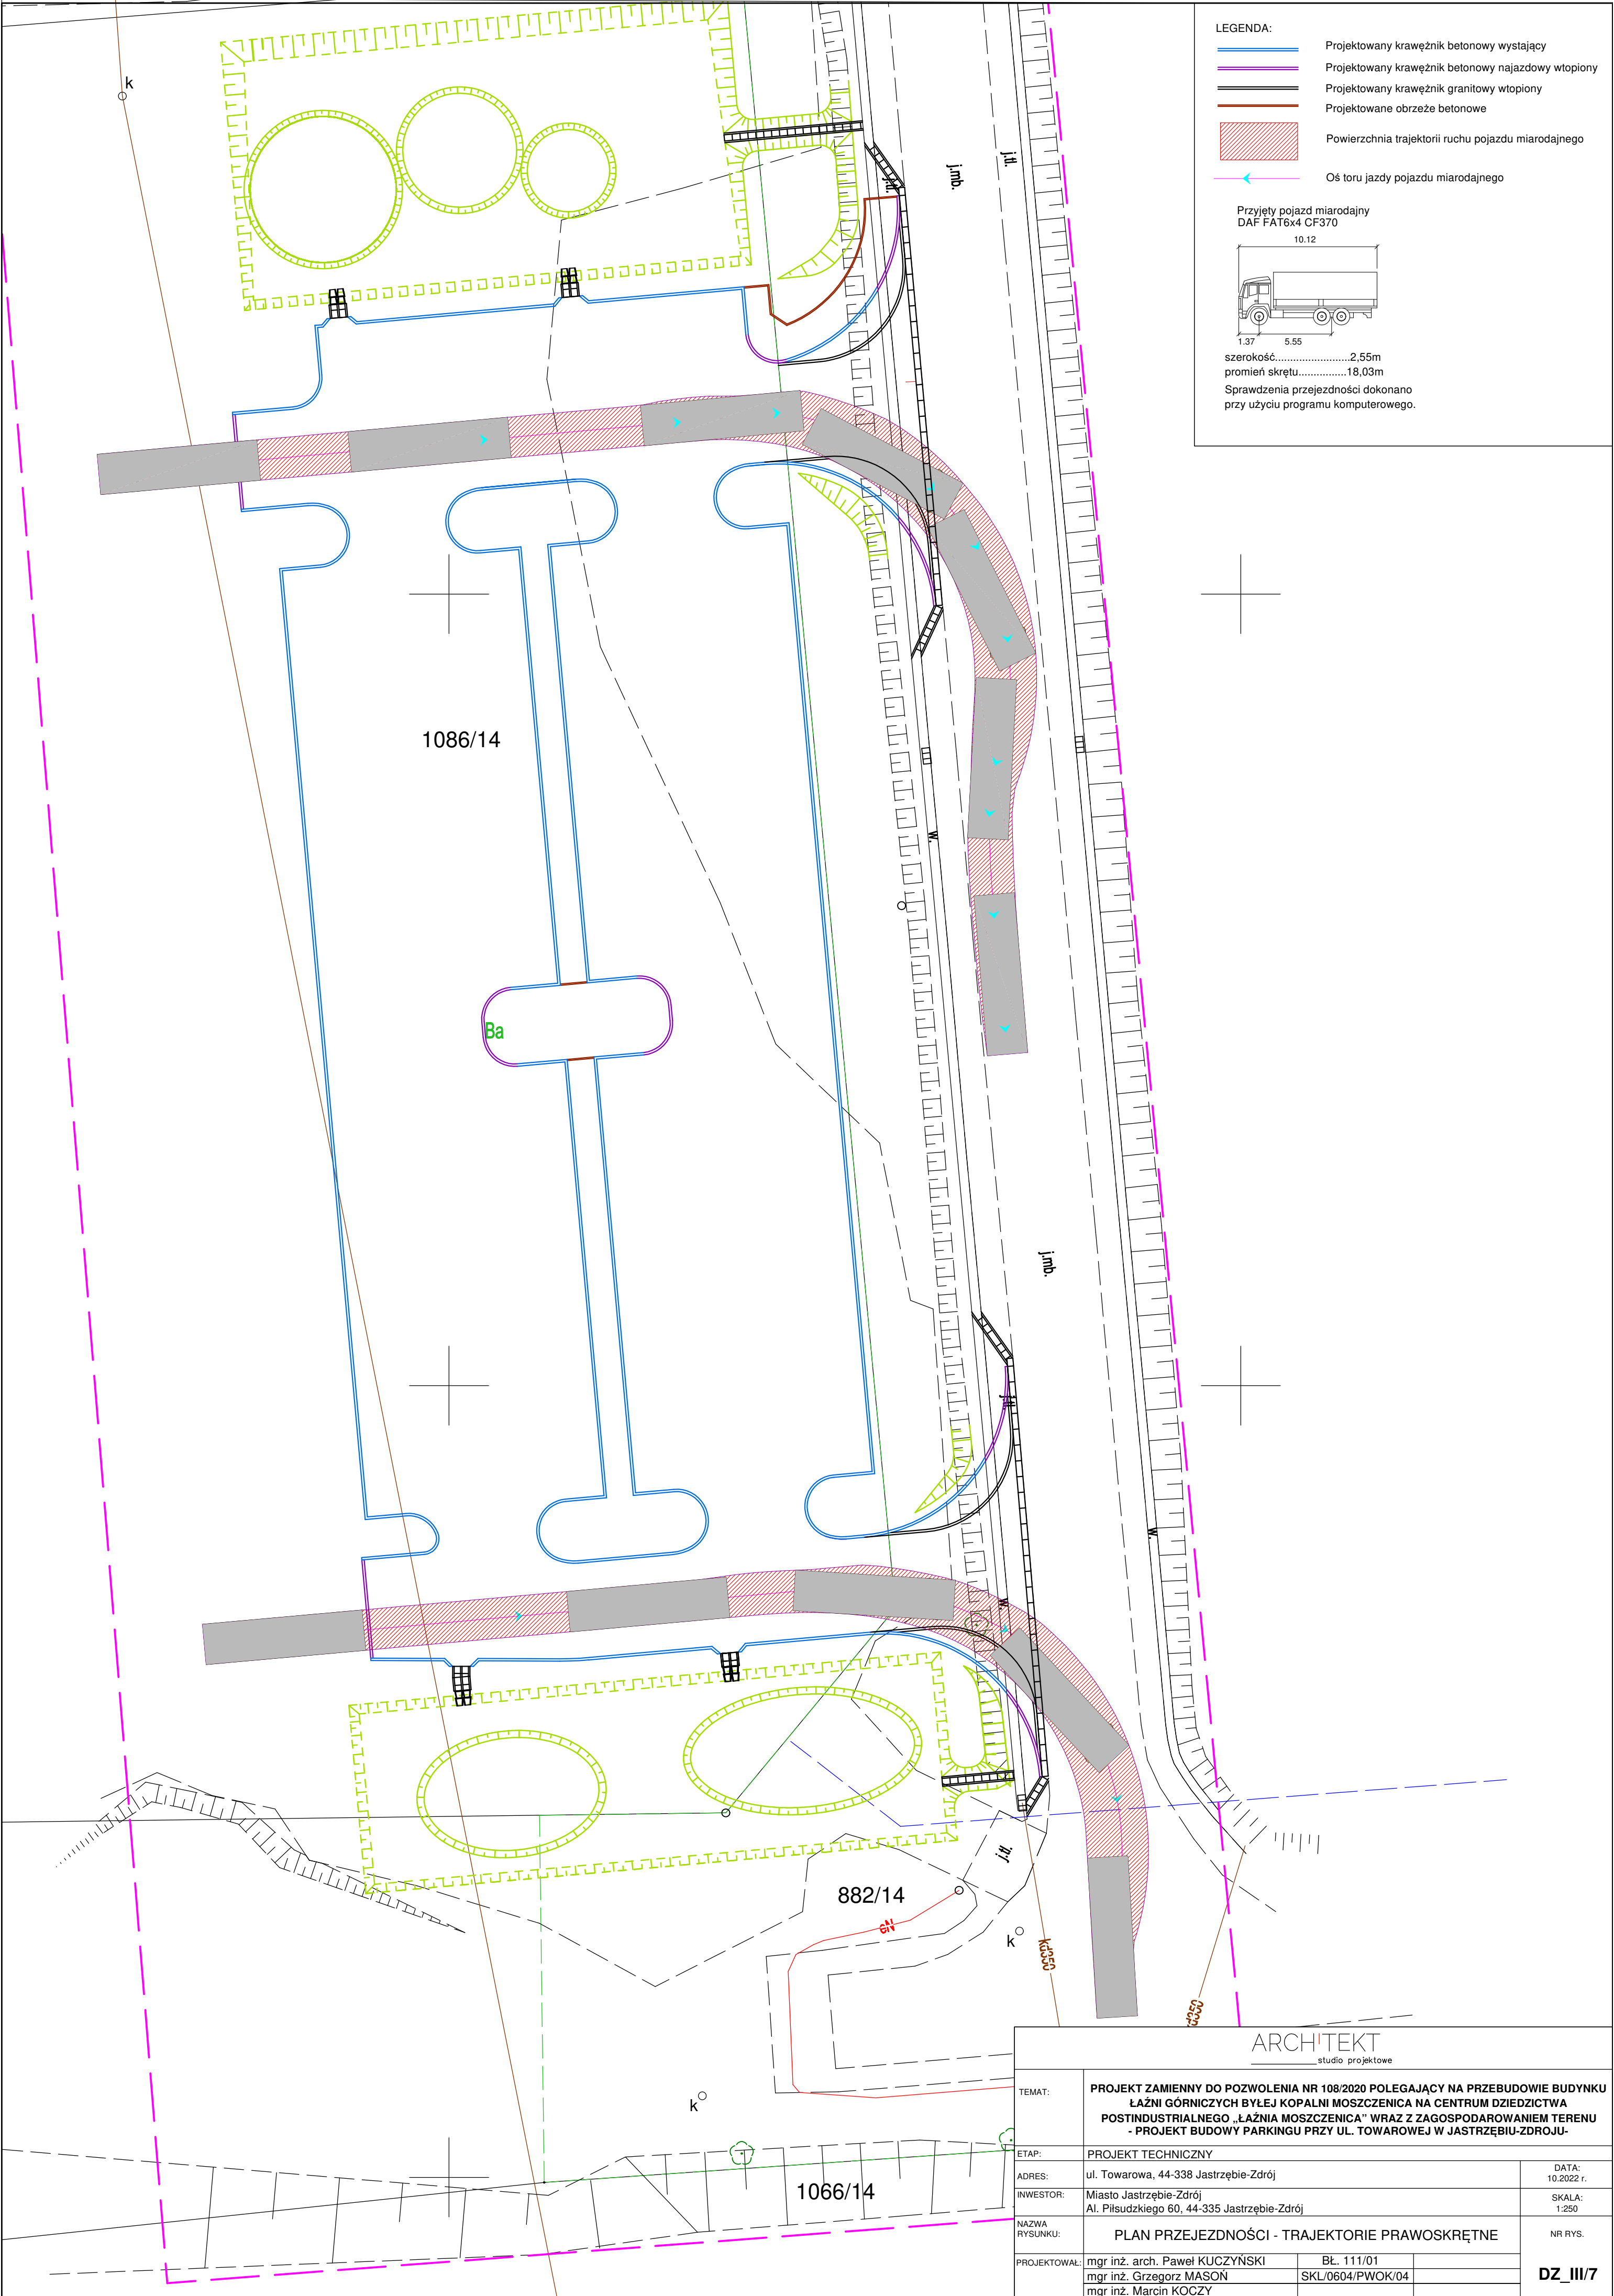 LEGENDA:
Projektowany krawężnik betonowy wystający
Projektowany krawężnik betonowy najazdowy wtopiony
Projektowany krawężnik granitowy wtopiony
Projektowane obrzeże betonowe
Powierzchnia trajektorii ruchu pojazdu miarodajnego
Oś toru jazdy pojazdu miarodajnego
Przyjęty pojazd miarodajny
DAF FAT6x4 CF370
10.12
1.37 5.55
szerokość.........................2,55m
promień skrętu................18,03m
Sprawdzenia przejezdności dokonano
przy użyciu programu komputerowego.
k
j.mb.
j.tł.
j.tł.
1086/14
w.
Ba
j.mb.
j.tł.
w.
w.
j.tł.
882/14
eN
k
kd350
k
1066/14
ARCHITEKT
studio projektowe
TEMAT:
PROJEKT ZAMIENNY DO POZWOLENIA NR 108/2020 POLEGAJĄCY NA PRZEBUDOWIE BUDYNKU
ŁAŹNI GÓRNICZYCH BYŁEJ KOPALNI MOSZCZENICA NA CENTRUM DZIEDZICTWA
POSTINDUSTRIALNEGO „ŁAŹNIA MOSZCZENICA” WRAZ Z ZAGOSPODAROWANIEM TERENU
- PROJEKT BUDOWY PARKINGU PRZY UL. TOWAROWEJ W JASTRZĘBIU-ZDROJU-
ETAP: PROJEKT TECHNICZNY
ADRES: ul. Towarowa, 44-338 Jastrzębie-Zdrój
DATA:
10.2022 r.
INWESTOR: Miasto Jastrzębie-Zdrój
Al. Piłsudzkiego 60, 44-335 Jastrzębie-Zdrój
SKALA:
1:250
NAZWA
RYSUNKU:
PLAN PRZEJEZDNOŚCI - TRAJEKTORIE PRAWOSKRĘTNE
NR RYS.
DZ_III/7
PROJEKTOWAŁ: mgr inż. arch. Paweł KUCZYŃSKI BŁ. 111/01
mgr inż. Grzegorz MASOŃ SKL/0604/PWOK/04
mgr inż. Marcin KOCZY